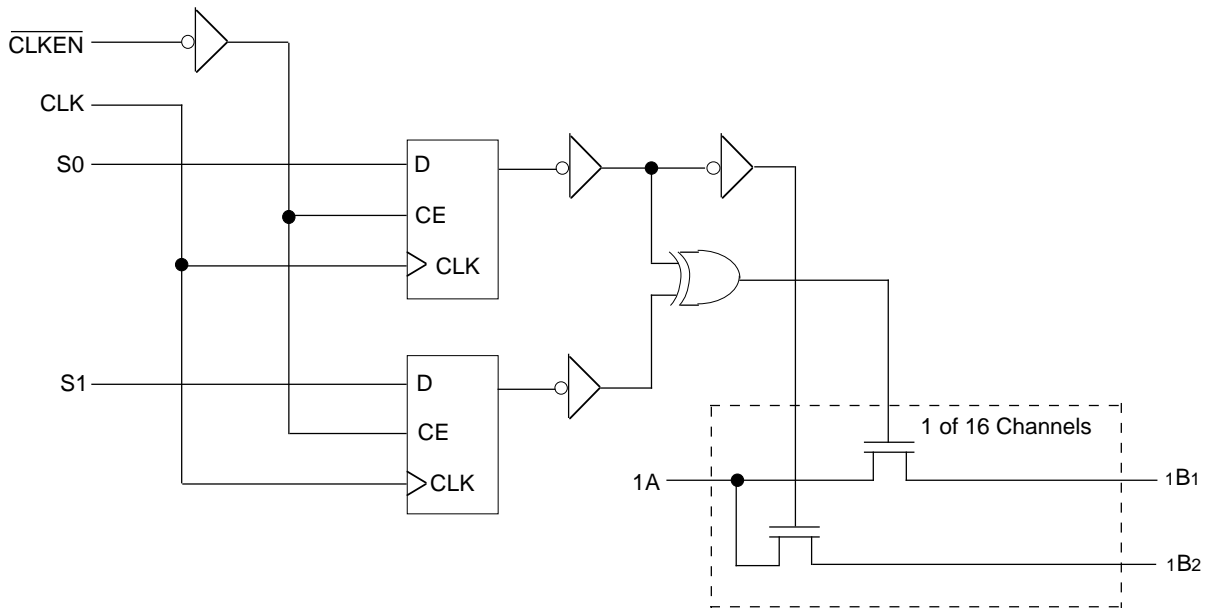 CLKEN
CLK
S0
D
CE
CLK
S1
D
CE
CLK
1 of 16 Channels
1A
1B1
1B2